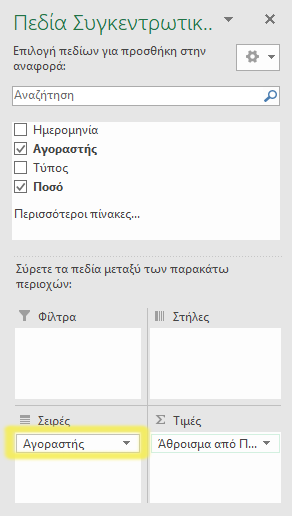 Πεδία Συγκεντρωτικ..
Επιλογή πεδίων για προσθήκη στην
αναφορά:
Αναζήτηση
Ημερομηνία
Αγοραστής
Τύπος
Ποσό
Περισσότεροι πίνακες...
Σύρετε τα πεδία μεταξύ των παρακάτω
περιοχών:
Φίλτρα
Στήλες
Σειρές
Σ Τιμές
Αγοραστής
Άθροισμα από Π...